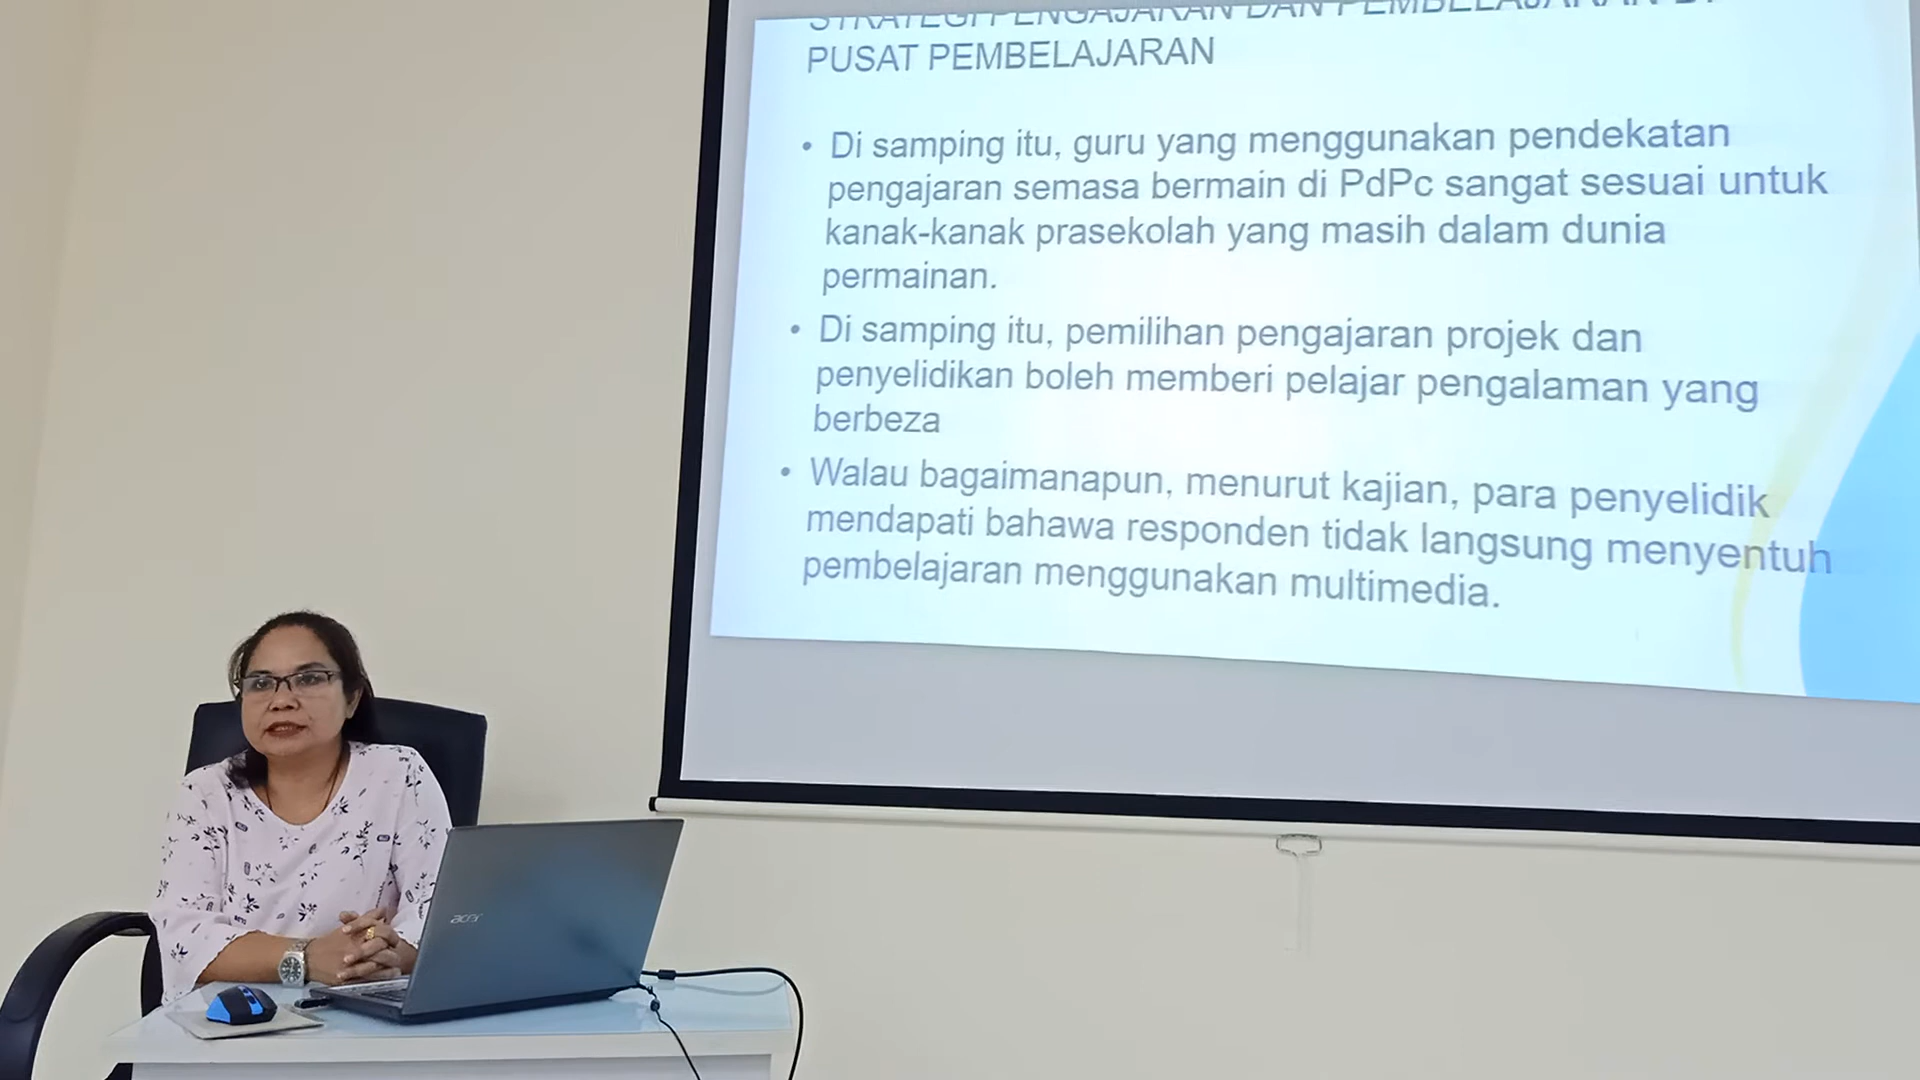 STRATEGI PENGAJARAN DAN PEMBELAJARAN DI
PUSAT PEMBELAJARAN
• Di samping itu, guru yang menggunakan pendekatan
pengajaran semasa bermain di PdPc sangat sesuai untuk
kanak-kanak prasekolah yang masih dalam dunia
permainan.
• Di samping itu, pemilihan pengajaran projek dan
penyelidikan boleh memberi pelajar pengalaman yang
berbeza
• Walau bagaimanapun, menurut kajian, para penyelidik
mendapati bahawa responden tidak langsung menyentuh
pembelajaran menggunakan multimedia.
acer